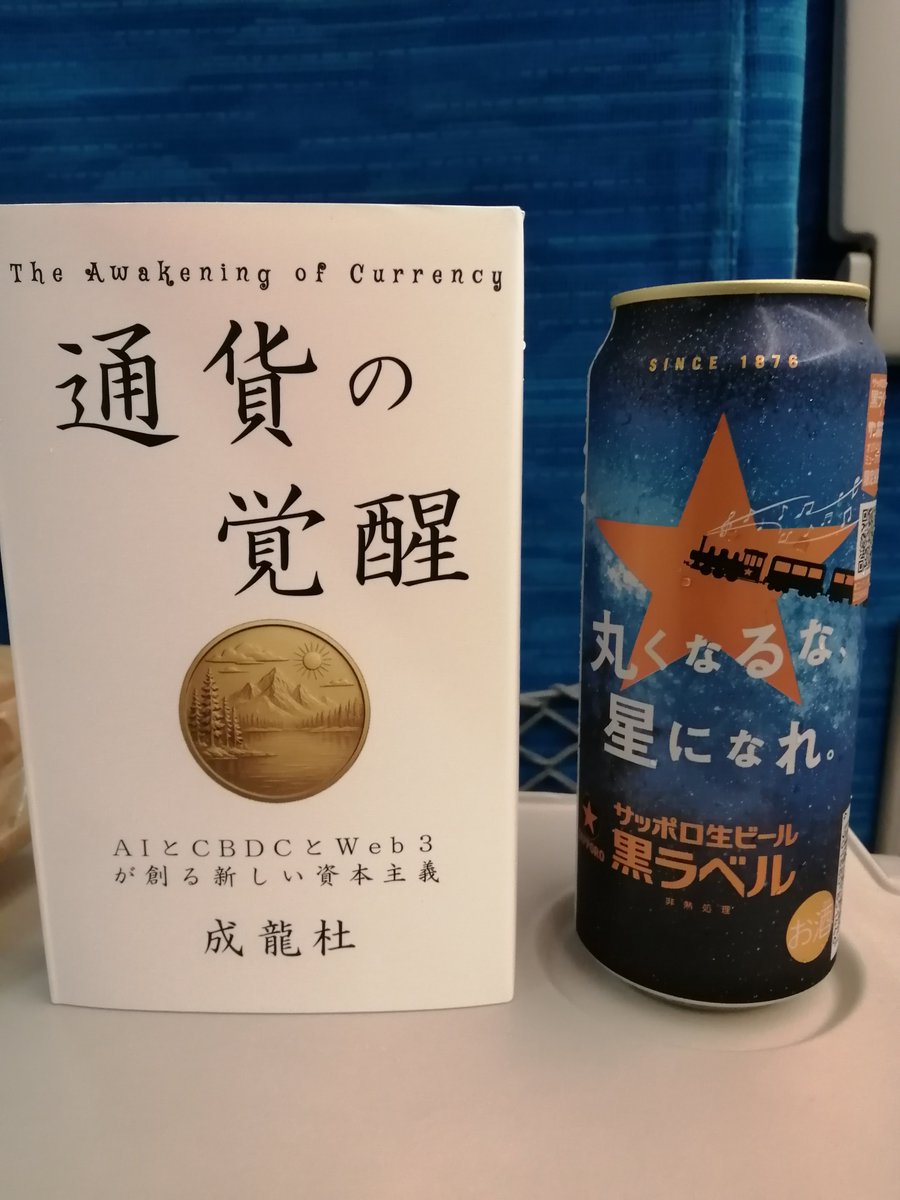 The Awakening of Currency
通貨の
覚醒
AIとCBDCとWeb3
が創る新しい資本主義
成龍杜
SINCE 1876
丸くなるな、
星になれ。
サッポロ生ビール
黒ラベル
非熱処理
お酒